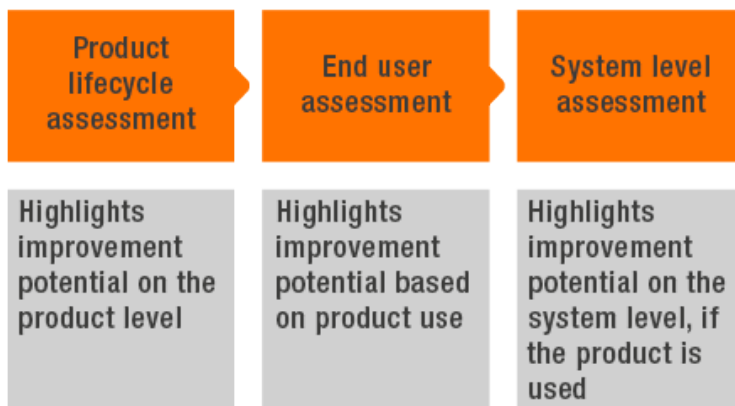 Product
lifecycle
assessment
End user
assessment
System level
assessment
Highlights
improvement
potential on the
product level
Highlights
improvement
potential based
on product use
Highlights
improvement
potential on the
system level, if
the product is
used